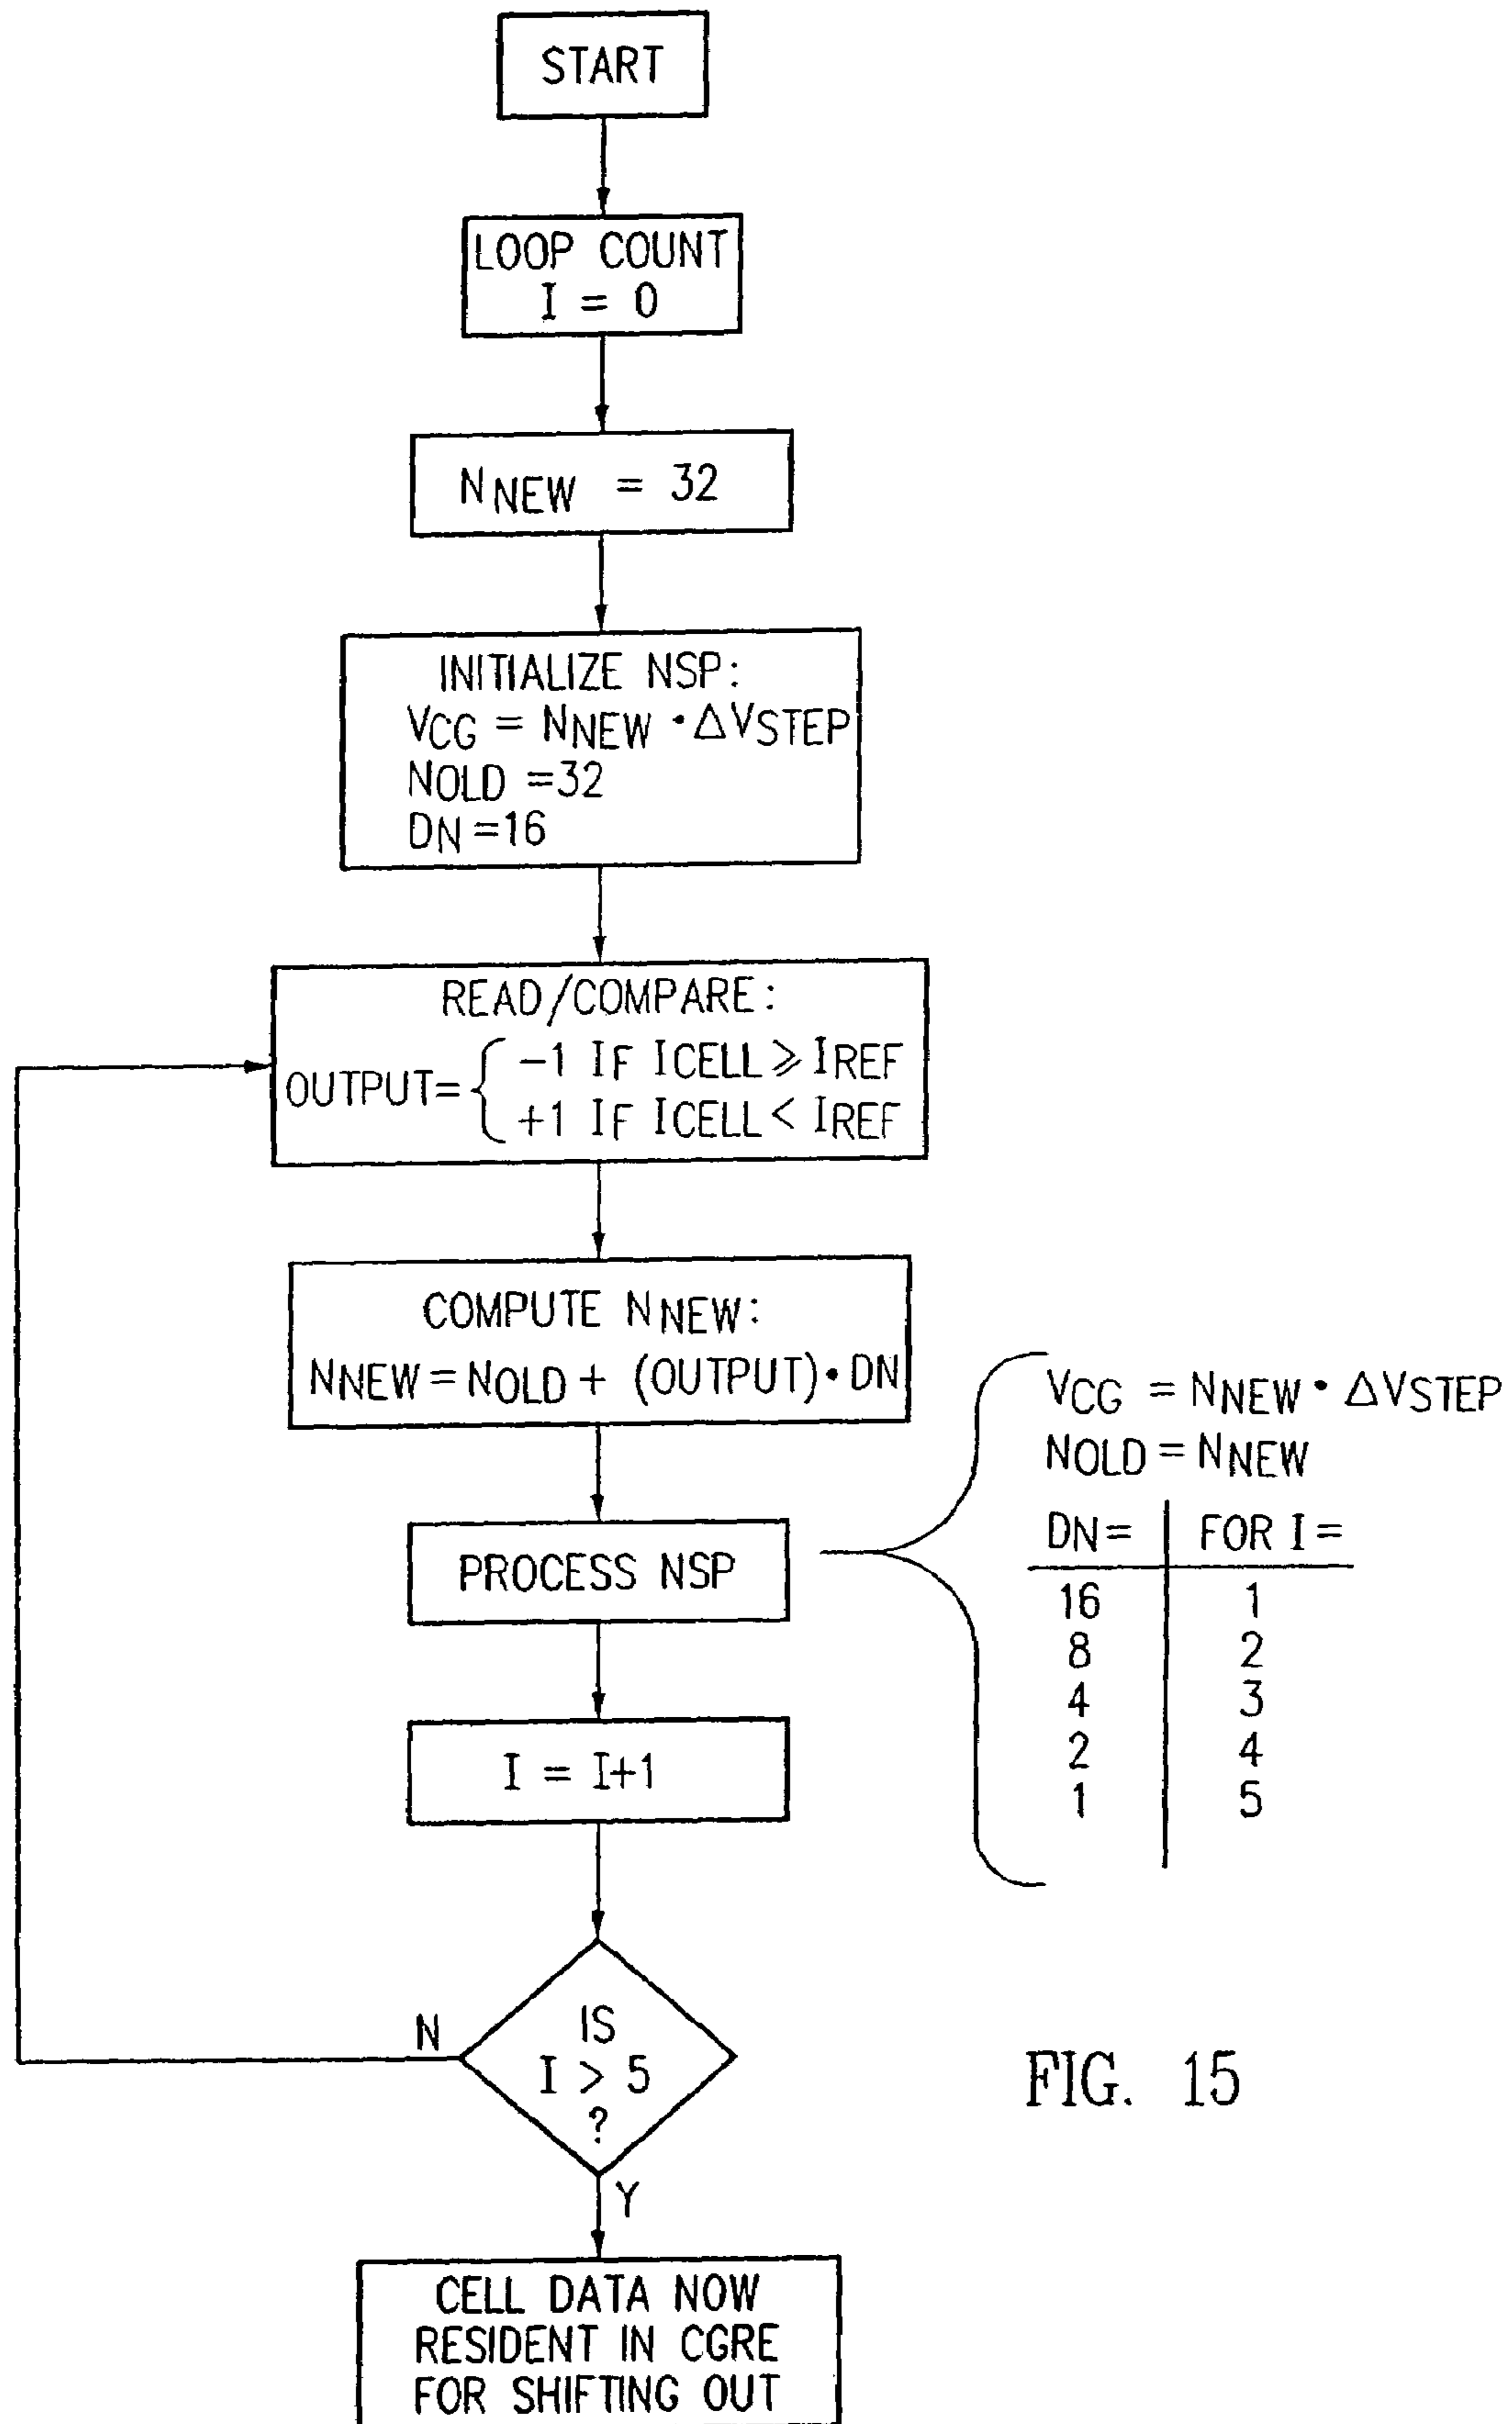 START
LOOP COUNT
I = 0
NNEW = 32
INITIALIZE NSP:
VCG = NNEW · ΔVSTEP
NOLD =32
DN =16
READ/COMPARE:
OUTPUT= { -1 IF ICELL ⩾ IREF
+1 IF ICELL < IREF
COMPUTE NNEW:
NNEW = NOLD + (OUTPUT)· DN
PROCESS NSP
VCG = NNEW · ΔVSTEP
NOLD = NNEW
DN = FOR I =
16 1
8 2
4 3
2 4
1 5
I = I+1
IS
I > 5
?
N
Y
CELL DATA NOW
RESIDENT IN CGRE
FOR SHIFTING OUT
FIG. 15